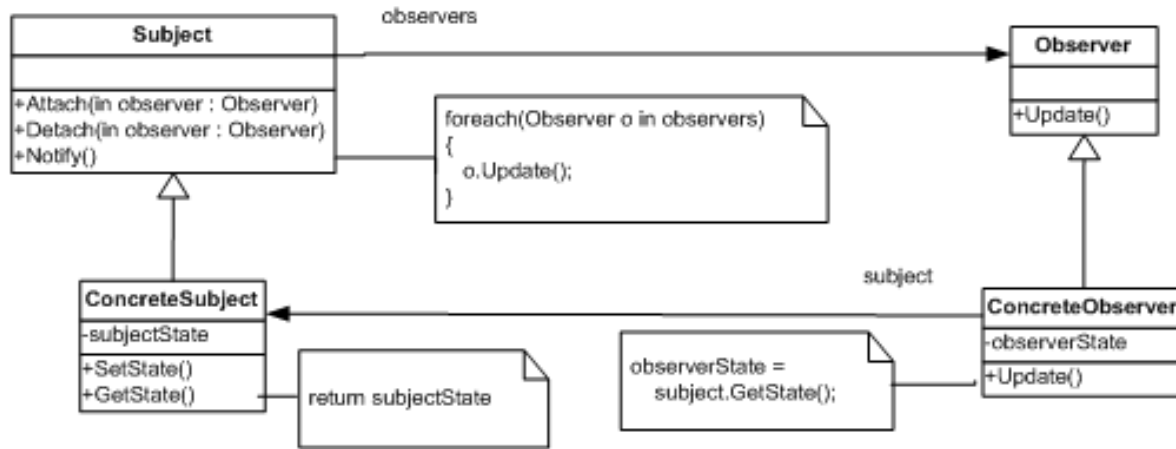 observers
Subject
+Attach(in observer : Observer)
+Detach(in observer : Observer)
+Notify()
foreach(Observer o in observers)
{
o.Update();
}
Observer
+Update()
subject
ConcreteSubject
-subjectState
+SetState()
+GetState()
return subjectState
observerState =
subject.GetState();
ConcreteObserver
-observerState
+Update()